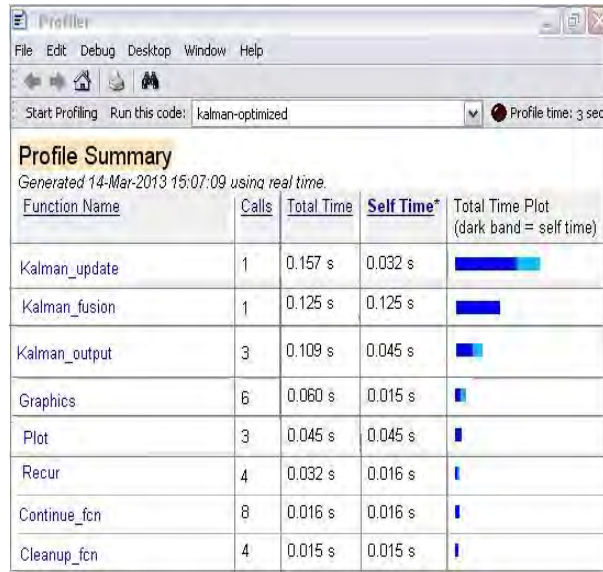 Profiler
File Edit Debug Desktop Window Help
Start Profiling Run this code: kalman-optimized Profile time: 3 sec
Profile Summary
Generated 14-Mar-2013 15:07:09 using real time.
Function Name Calls Total Time Self Time* Total Time Plot
(dark band = self time)
Kalman_update 1 0.157 s 0.032 s
Kalman_fusion 1 0.125 s 0.125 s
Kalman_output 3 0.109 s 0.045 s
Graphics 6 0.060 s 0.015 s
Plot 3 0.045 s 0.045 s
Recur 4 0.032 s 0.016 s
Continue_fcn 8 0.016 s 0.016 s
Cleanup_fcn 4 0.015 s 0.015 s